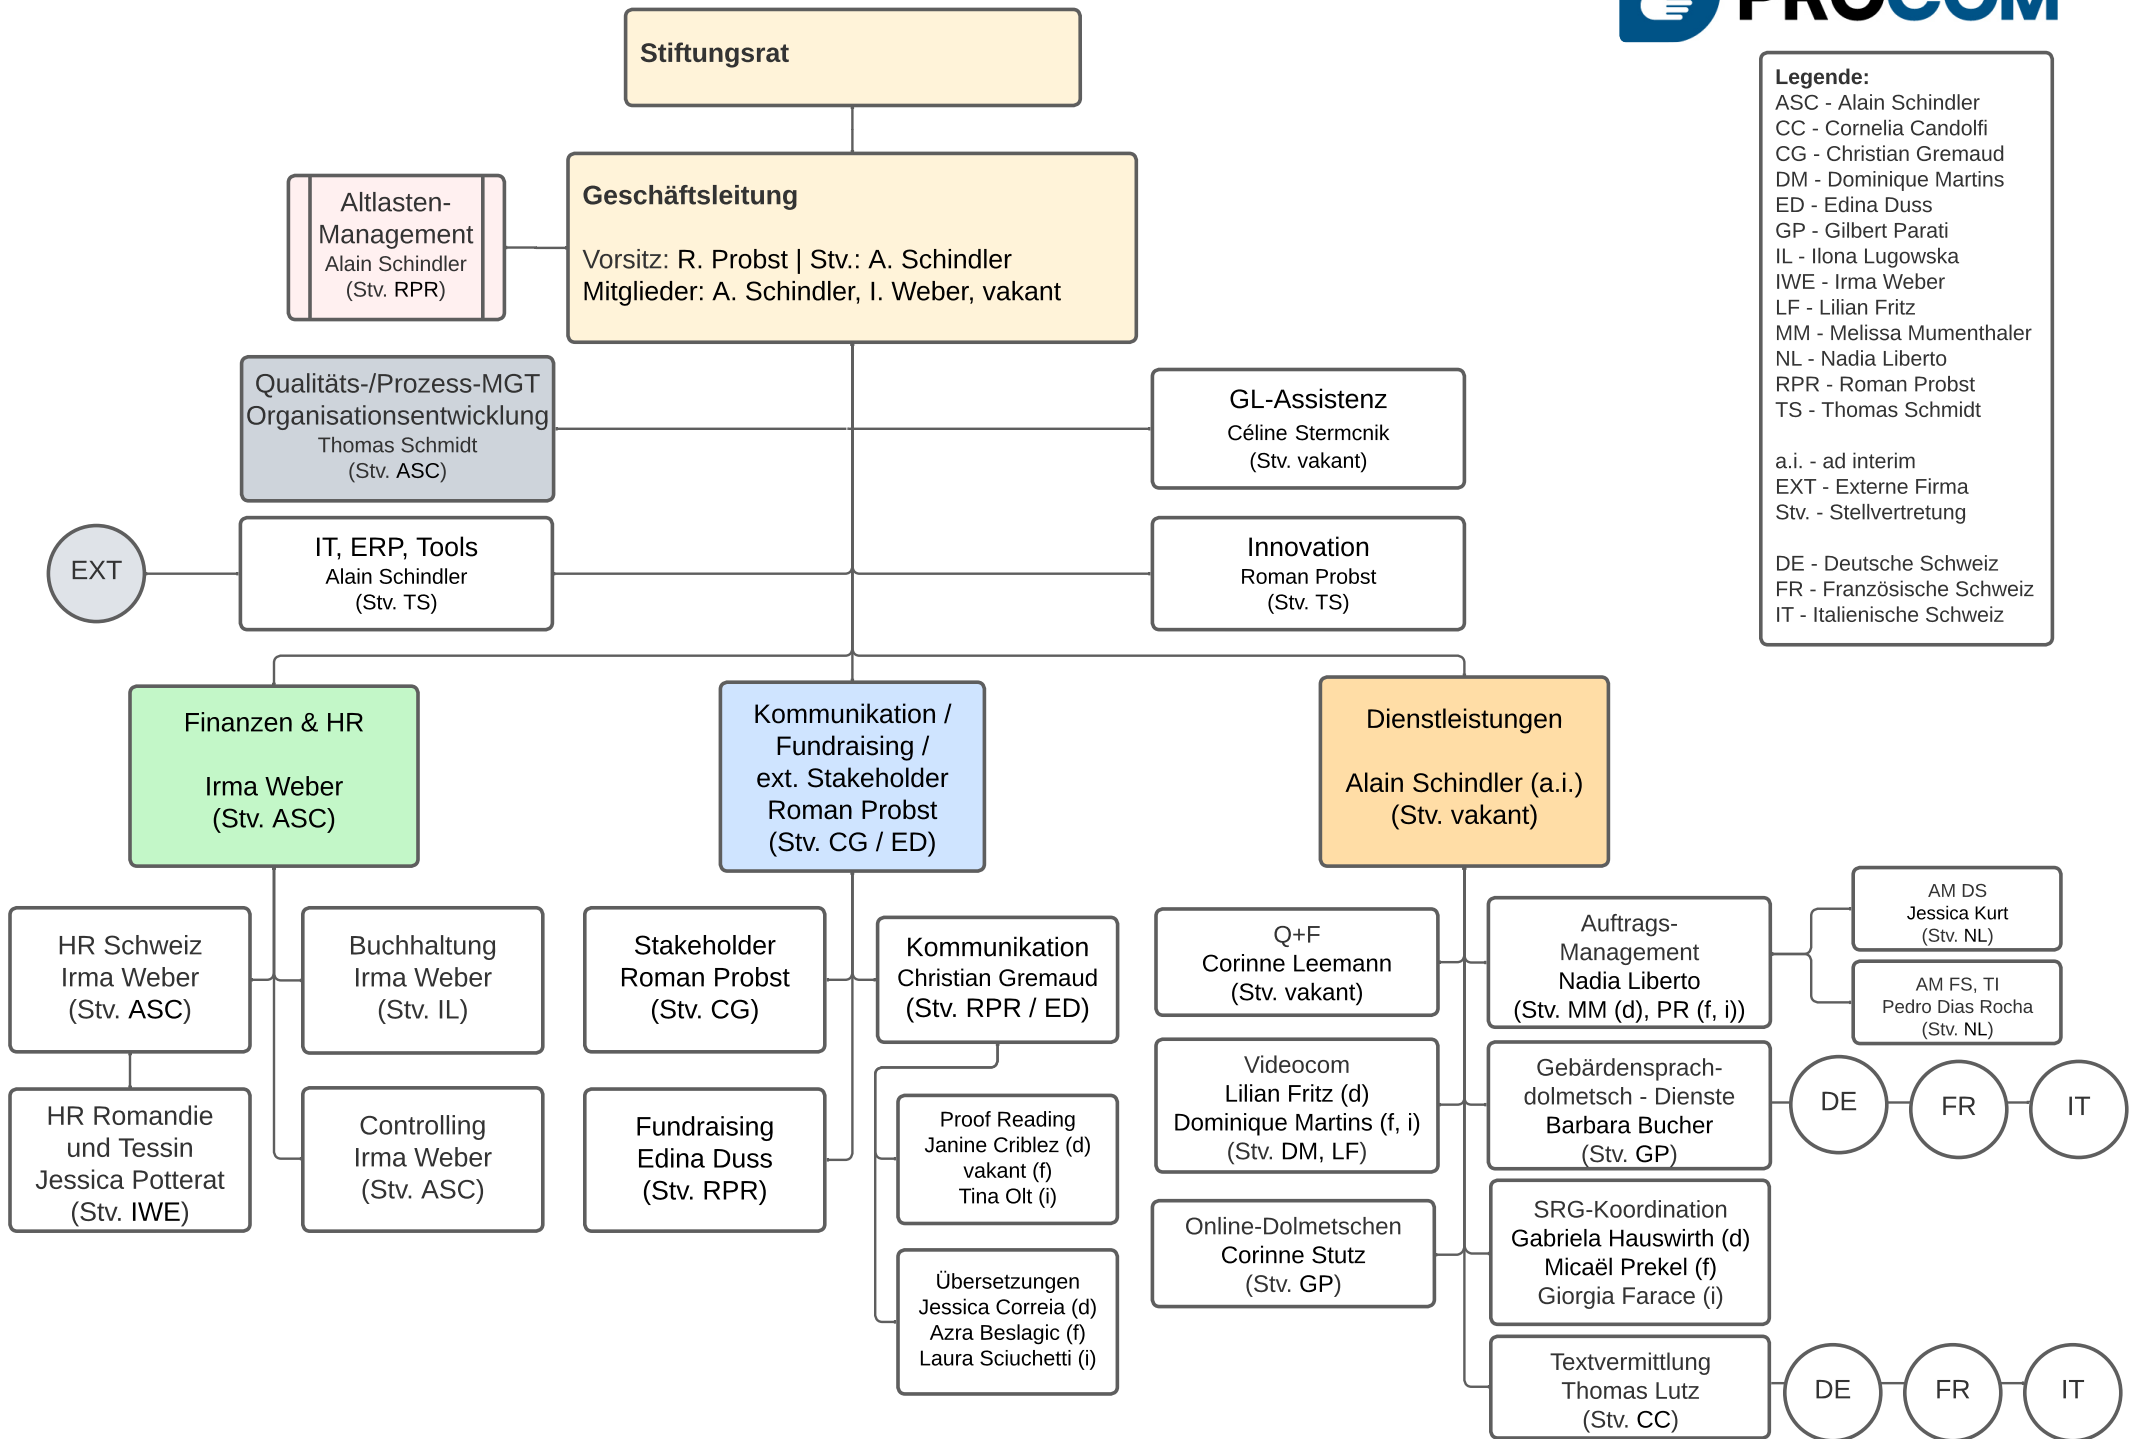 PROCOM
Stiftungsrat
Legende:
ASC - Alain Schindler
CC - Cornelia Candolfi
CG - Christian Gremaud
DM - Dominique Martins
ED - Edina Duss
GP - Gilbert Parati
IL - Ilona Lugowska
IWE - Irma Weber
LF - Lilian Fritz
MM - Melissa Mumenthaler
NL - Nadia Liberto
RPR - Roman Probst
TS - Thomas Schmidt
a.i. - ad interim
EXT - Externe Firma
Stv. - Stellvertretung
DE - Deutsche Schweiz
FR - Französische Schweiz
IT - Italienische Schweiz
Geschäftsleitung
Vorsitz: R. Probst | Stv.: A. Schindler
Mitglieder: A. Schindler, I. Weber, vakant
Altlasten-
Management
Alain Schindler
(Stv. RPR)
Qualitäts-/Prozess-MGT
Organisationsentwicklung
Thomas Schmidt
(Stv. ASC)
GL-Assistenz
Céline Stermcnik
(Stv. vakant)
EXT
IT, ERP, Tools
Alain Schindler
(Stv. TS)
Innovation
Roman Probst
(Stv. TS)
Finanzen & HR
Irma Weber
(Stv. ASC)
Kommunikation /
Fundraising /
ext. Stakeholder
Roman Probst
(Stv. CG / ED)
Dienstleistungen
Alain Schindler (a.i.)
(Stv. vakant)
HR Schweiz
Irma Weber
(Stv. ASC)
Buchhaltung
Irma Weber
(Stv. IL)
HR Romandie
und Tessin
Jessica Potterat
(Stv. IWE)
Controlling
Irma Weber
(Stv. ASC)
Stakeholder
Roman Probst
(Stv. CG)
Kommunikation
Christian Gremaud
(Stv. RPR / ED)
Fundraising
Edina Duss
(Stv. RPR)
Proof Reading
Janine Criblez (d)
vakant (f)
Tina Olt (i)
Übersetzungen
Jessica Correia (d)
Azra Beslagic (f)
Laura Sciuchetti (i)
Q+F
Corinne Leemann
(Stv. vakant)
Auftrags-
Management
Nadia Liberto
(Stv. MM (d), PR (f, i))
AM DS
Jessica Kurt
(Stv. NL)
AM FS, TI
Pedro Dias Rocha
(Stv. NL)
Videocom
Lilian Fritz (d)
Dominique Martins (f, i)
(Stv. DM, LF)
Gebärdensprach-
dolmetsch - Dienste
Barbara Bucher
(Stv. GP)
DE
FR
IT
Online-Dolmetschen
Corinne Stutz
(Stv. GP)
SRG-Koordination
Gabriela Hauswirth (d)
Micaël Prekel (f)
Giorgia Farace (i)
Textvermittlung
Thomas Lutz
(Stv. CC)
DE
FR
IT